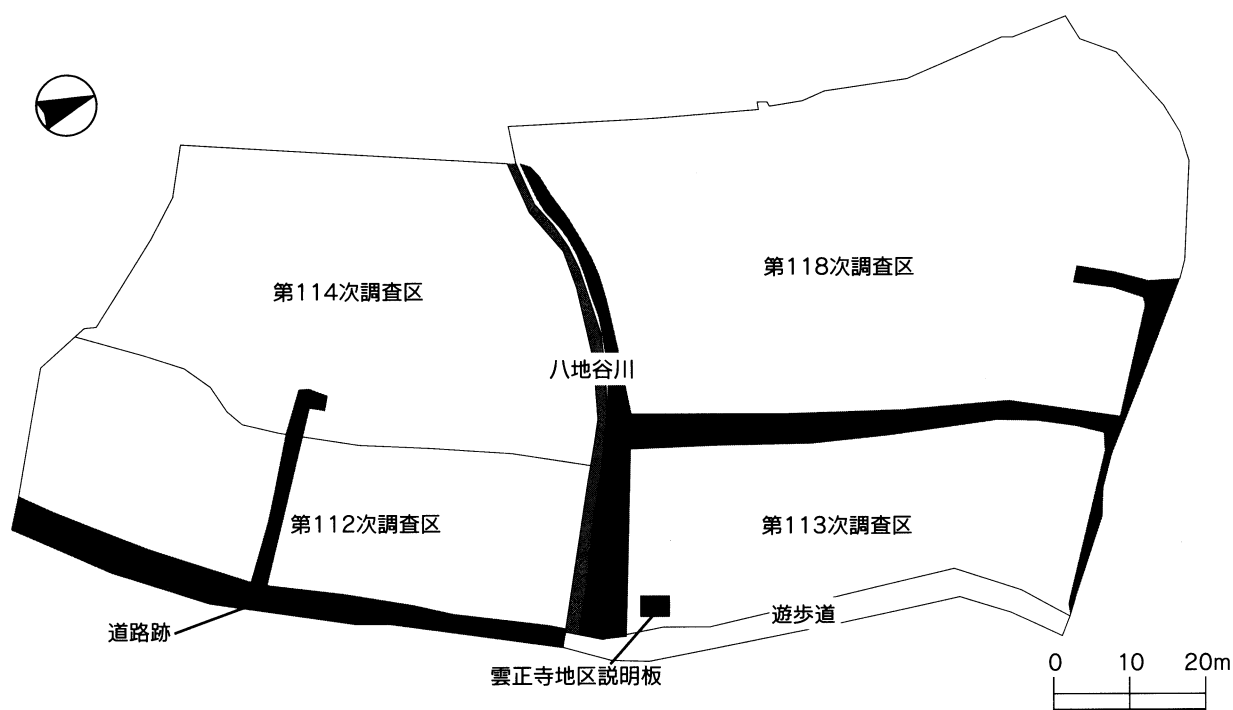 第118次調査区
第114次調査区
八地谷川
第112次調査区
第113次調査区
遊歩道
道路跡
雲正寺地区説明板
0 10 20m